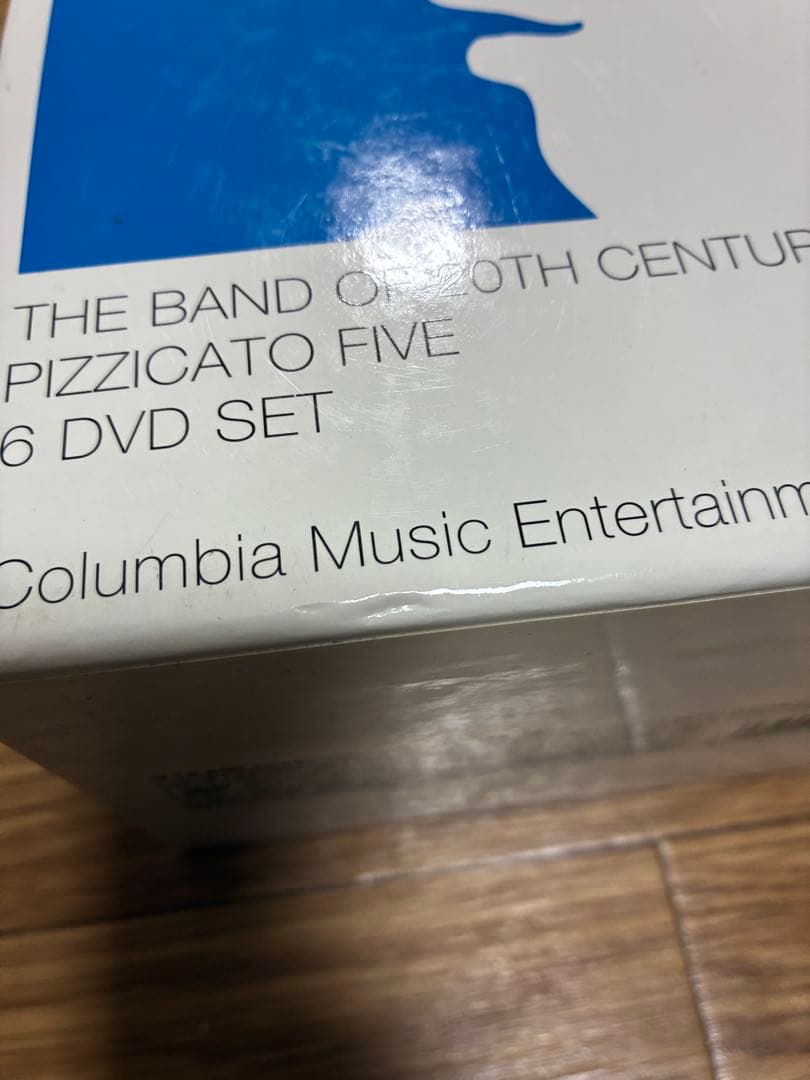 THE BAND OF 20TH CENTUR
PIZZICATO FIVE
6 DVD SET
Columbia Music Entertainm